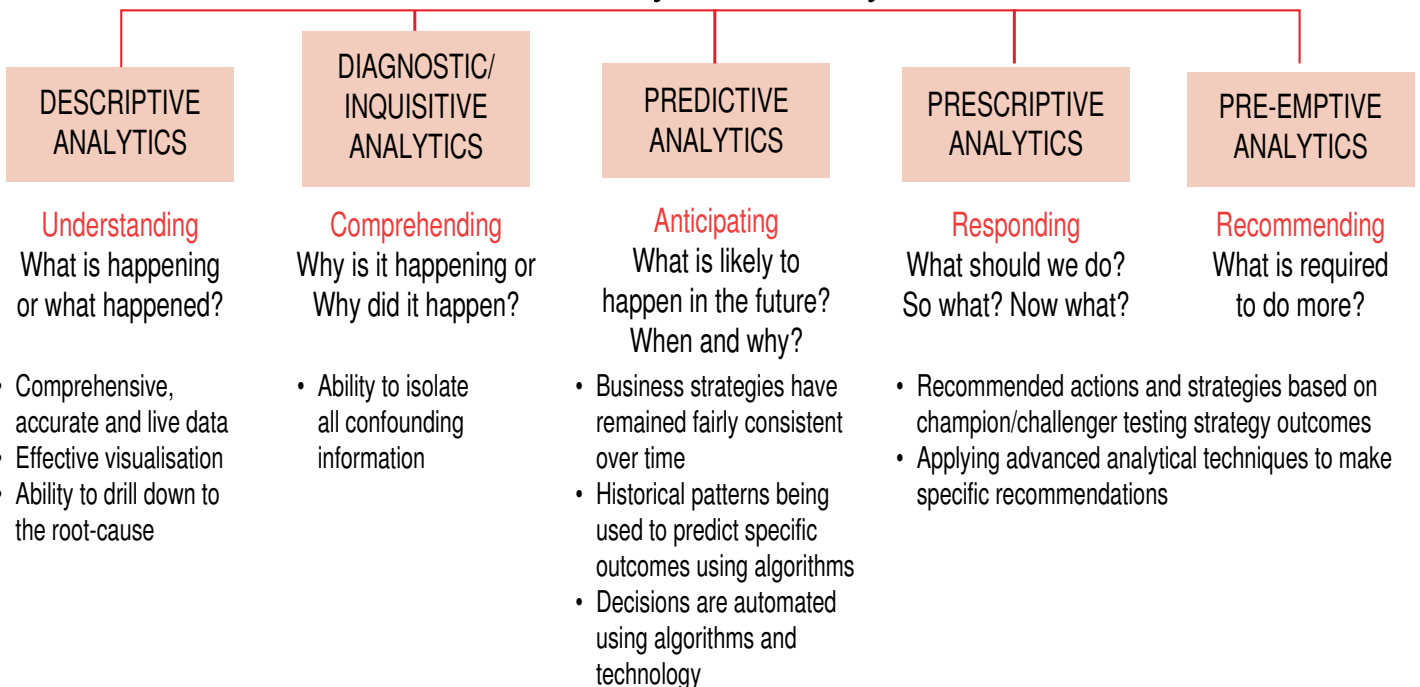 DESCRIPTIVE
ANALYTICS
Understanding
What is happening
or what happened?
• Comprehensive,
accurate and live data
• Effective visualisation
• Ability to drill down to
the root-cause
DIAGNOSTIC/
INQUISITIVE
ANALYTICS
Comprehending
Why is it happening or
Why did it happen?
• Ability to isolate
all confounding
information
PREDICTIVE
ANALYTICS
Anticipating
What is likely to
happen in the future?
When and why?
• Business strategies have
remained fairly consistent
over time
• Historical patterns being
used to predict specific
outcomes using algorithms
• Decisions are automated
using algorithms and
technology
PRESCRIPTIVE
ANALYTICS
Responding
What should we do?
So what? Now what?
PRE-EMPTIVE
ANALYTICS
Recommending
What is required
to do more?
• Recommended actions and strategies based on
champion/challenger testing strategy outcomes
• Applying advanced analytical techniques to make
specific recommendations